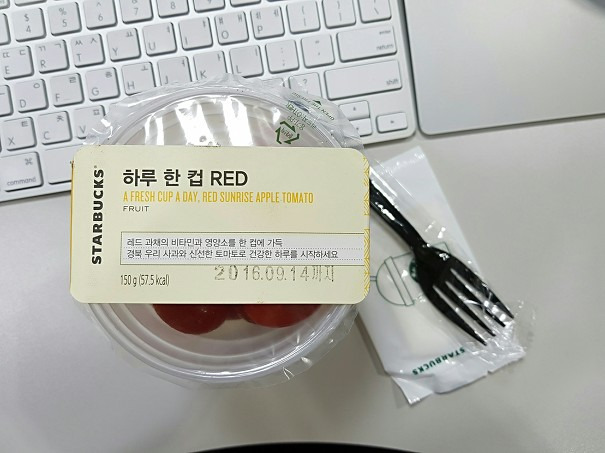 STARBUCKS
하루 한 컵 RED
A FRESH CUP A DAY, RED SUNRISE APPLE TOMATO
FRUIT
레드 과채의 비타민과 영양소를 한 컵에 가득
경북 우리 사과와 신선한 토마토로 건강한 하루를 시작하세요
150 g (57.5 kcal)
2016.09.14까지
STARBUCKS
command
option
shift